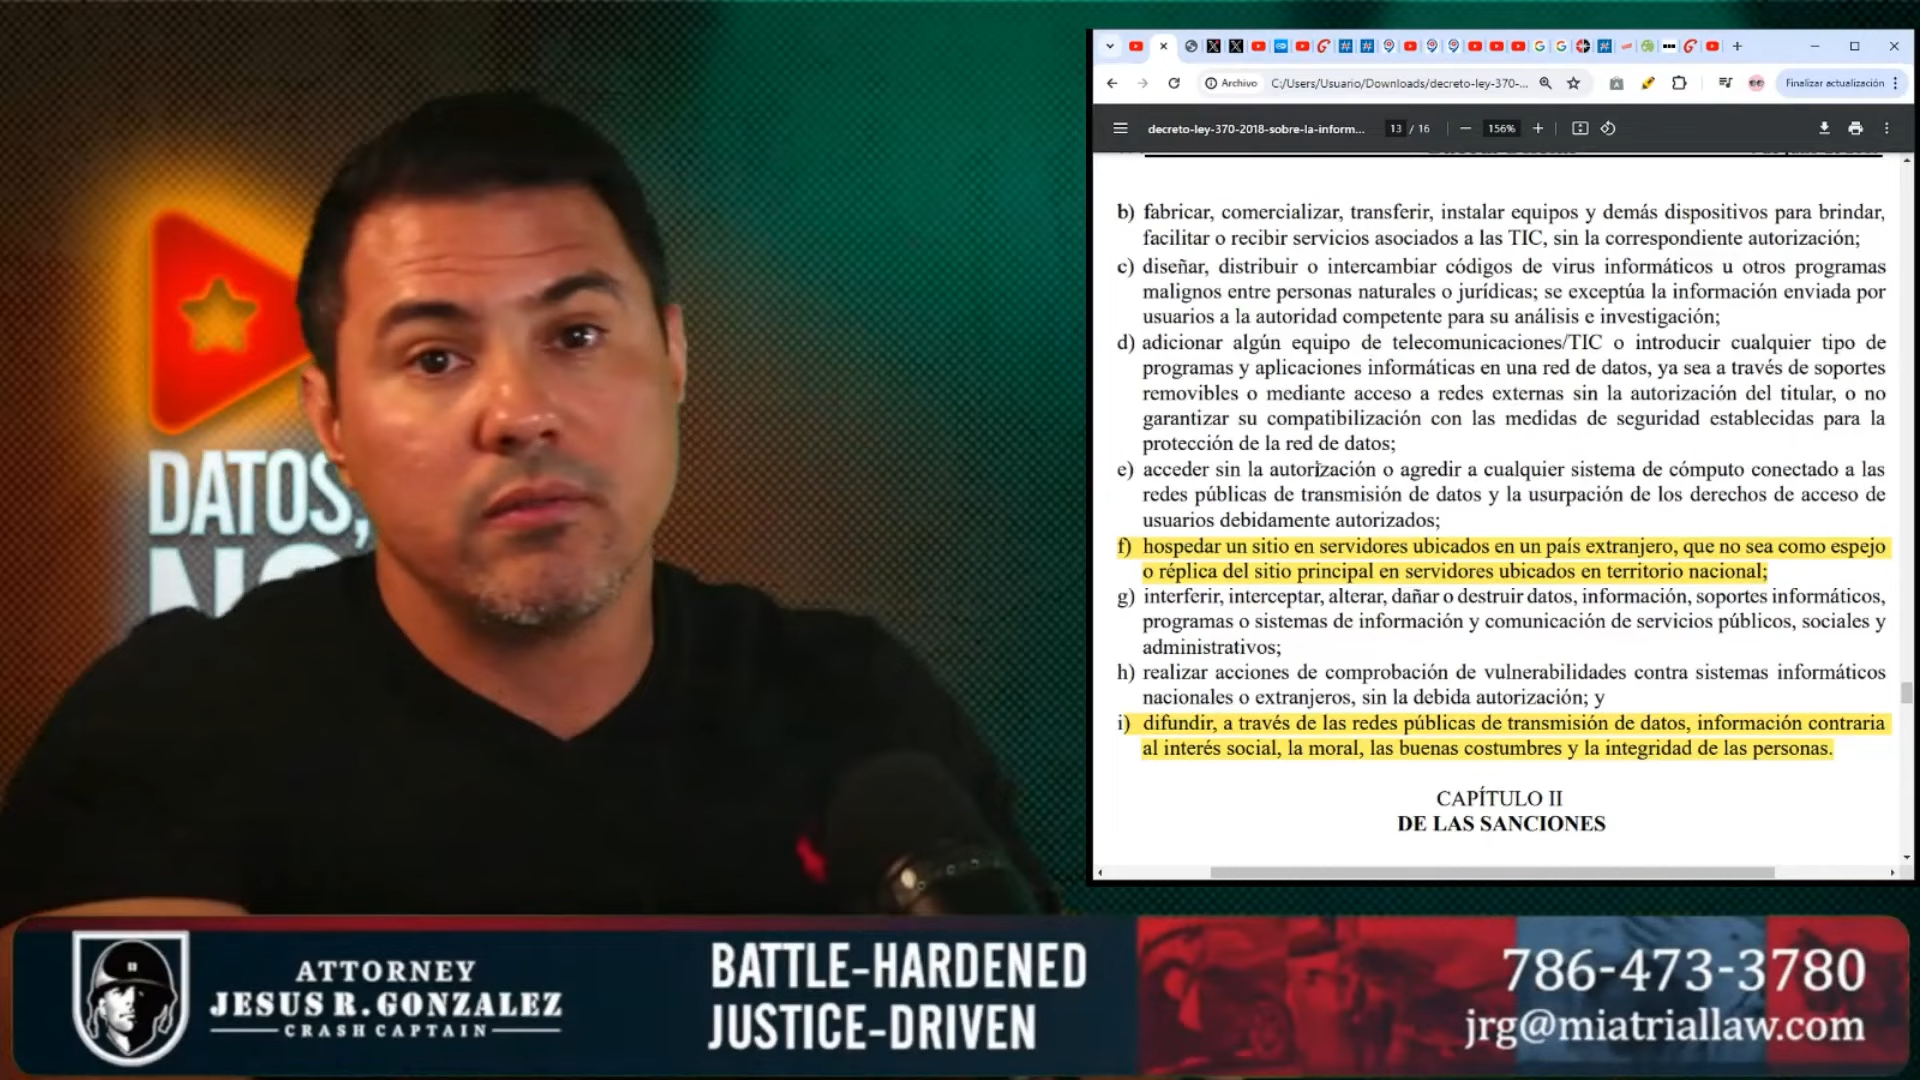 DATOS,
Finalizar actualización
Archivo C:/Users/Usuario/Downloads/decreto-ley-370-...
decreto-ley-370-2018-sobre-la-inform... 13 / 16 156%
b) fabricar, comercializar, transferir, instalar equipos y demás dispositivos para brindar,
facilitar o recibir servicios asociados a las TIC, sin la correspondiente autorización;
c) diseñar, distribuir o intercambiar códigos de virus informáticos u otros programas
malignos entre personas naturales o jurídicas; se exceptúa la información enviada por
usuarios a la autoridad competente para su análisis e investigación;
d) adicionar algún equipo de telecomunicaciones/TIC o introducir cualquier tipo de
programas y aplicaciones informáticas en una red de datos, ya sea a través de soportes
removibles o mediante acceso a redes externas sin la autorización del titular, o no
garantizar su compatibilización con las medidas de seguridad establecidas para la
protección de la red de datos;
e) acceder sin la autorización o agredir a cualquier sistema de cómputo conectado a las
redes públicas de transmisión de datos y la usurpación de los derechos de acceso de
usuarios debidamente autorizados;
f) hospedar un sitio en servidores ubicados en un país extranjero, que no sea como espejo
o réplica del sitio principal en servidores ubicados en territorio nacional;
g) interferir, interceptar, alterar, dañar o destruir datos, información, soportes informáticos,
programas o sistemas de información y comunicación de servicios públicos, sociales y
administrativos;
h) realizar acciones de comprobación de vulnerabilidades contra sistemas informáticos
nacionales o extranjeros, sin la debida autorización; y
i) difundir, a través de las redes públicas de transmisión de datos, información contraria
al interés social, la moral, las buenas costumbres y la integridad de las personas.
CAPÍTULO II
DE LAS SANCIONES
ATTORNEY
JESUS R. GONZALEZ
CRASH CAPTAIN
BATTLE-HARDENED
JUSTICE-DRIVEN
786-473-3780
jrg@miatriallaw.com